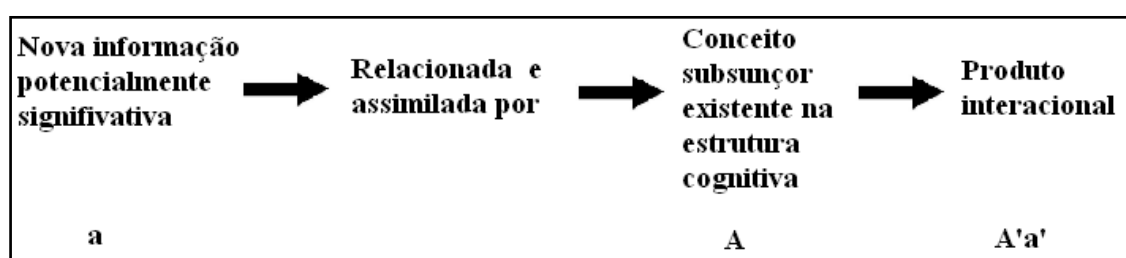 Nova informação
potencialmente
signifivativa
Relacionada e
assimilada por
Conceito
subsunçor
existente na
estrutura
cognitiva
Produto
interacional
a
A
A'a'